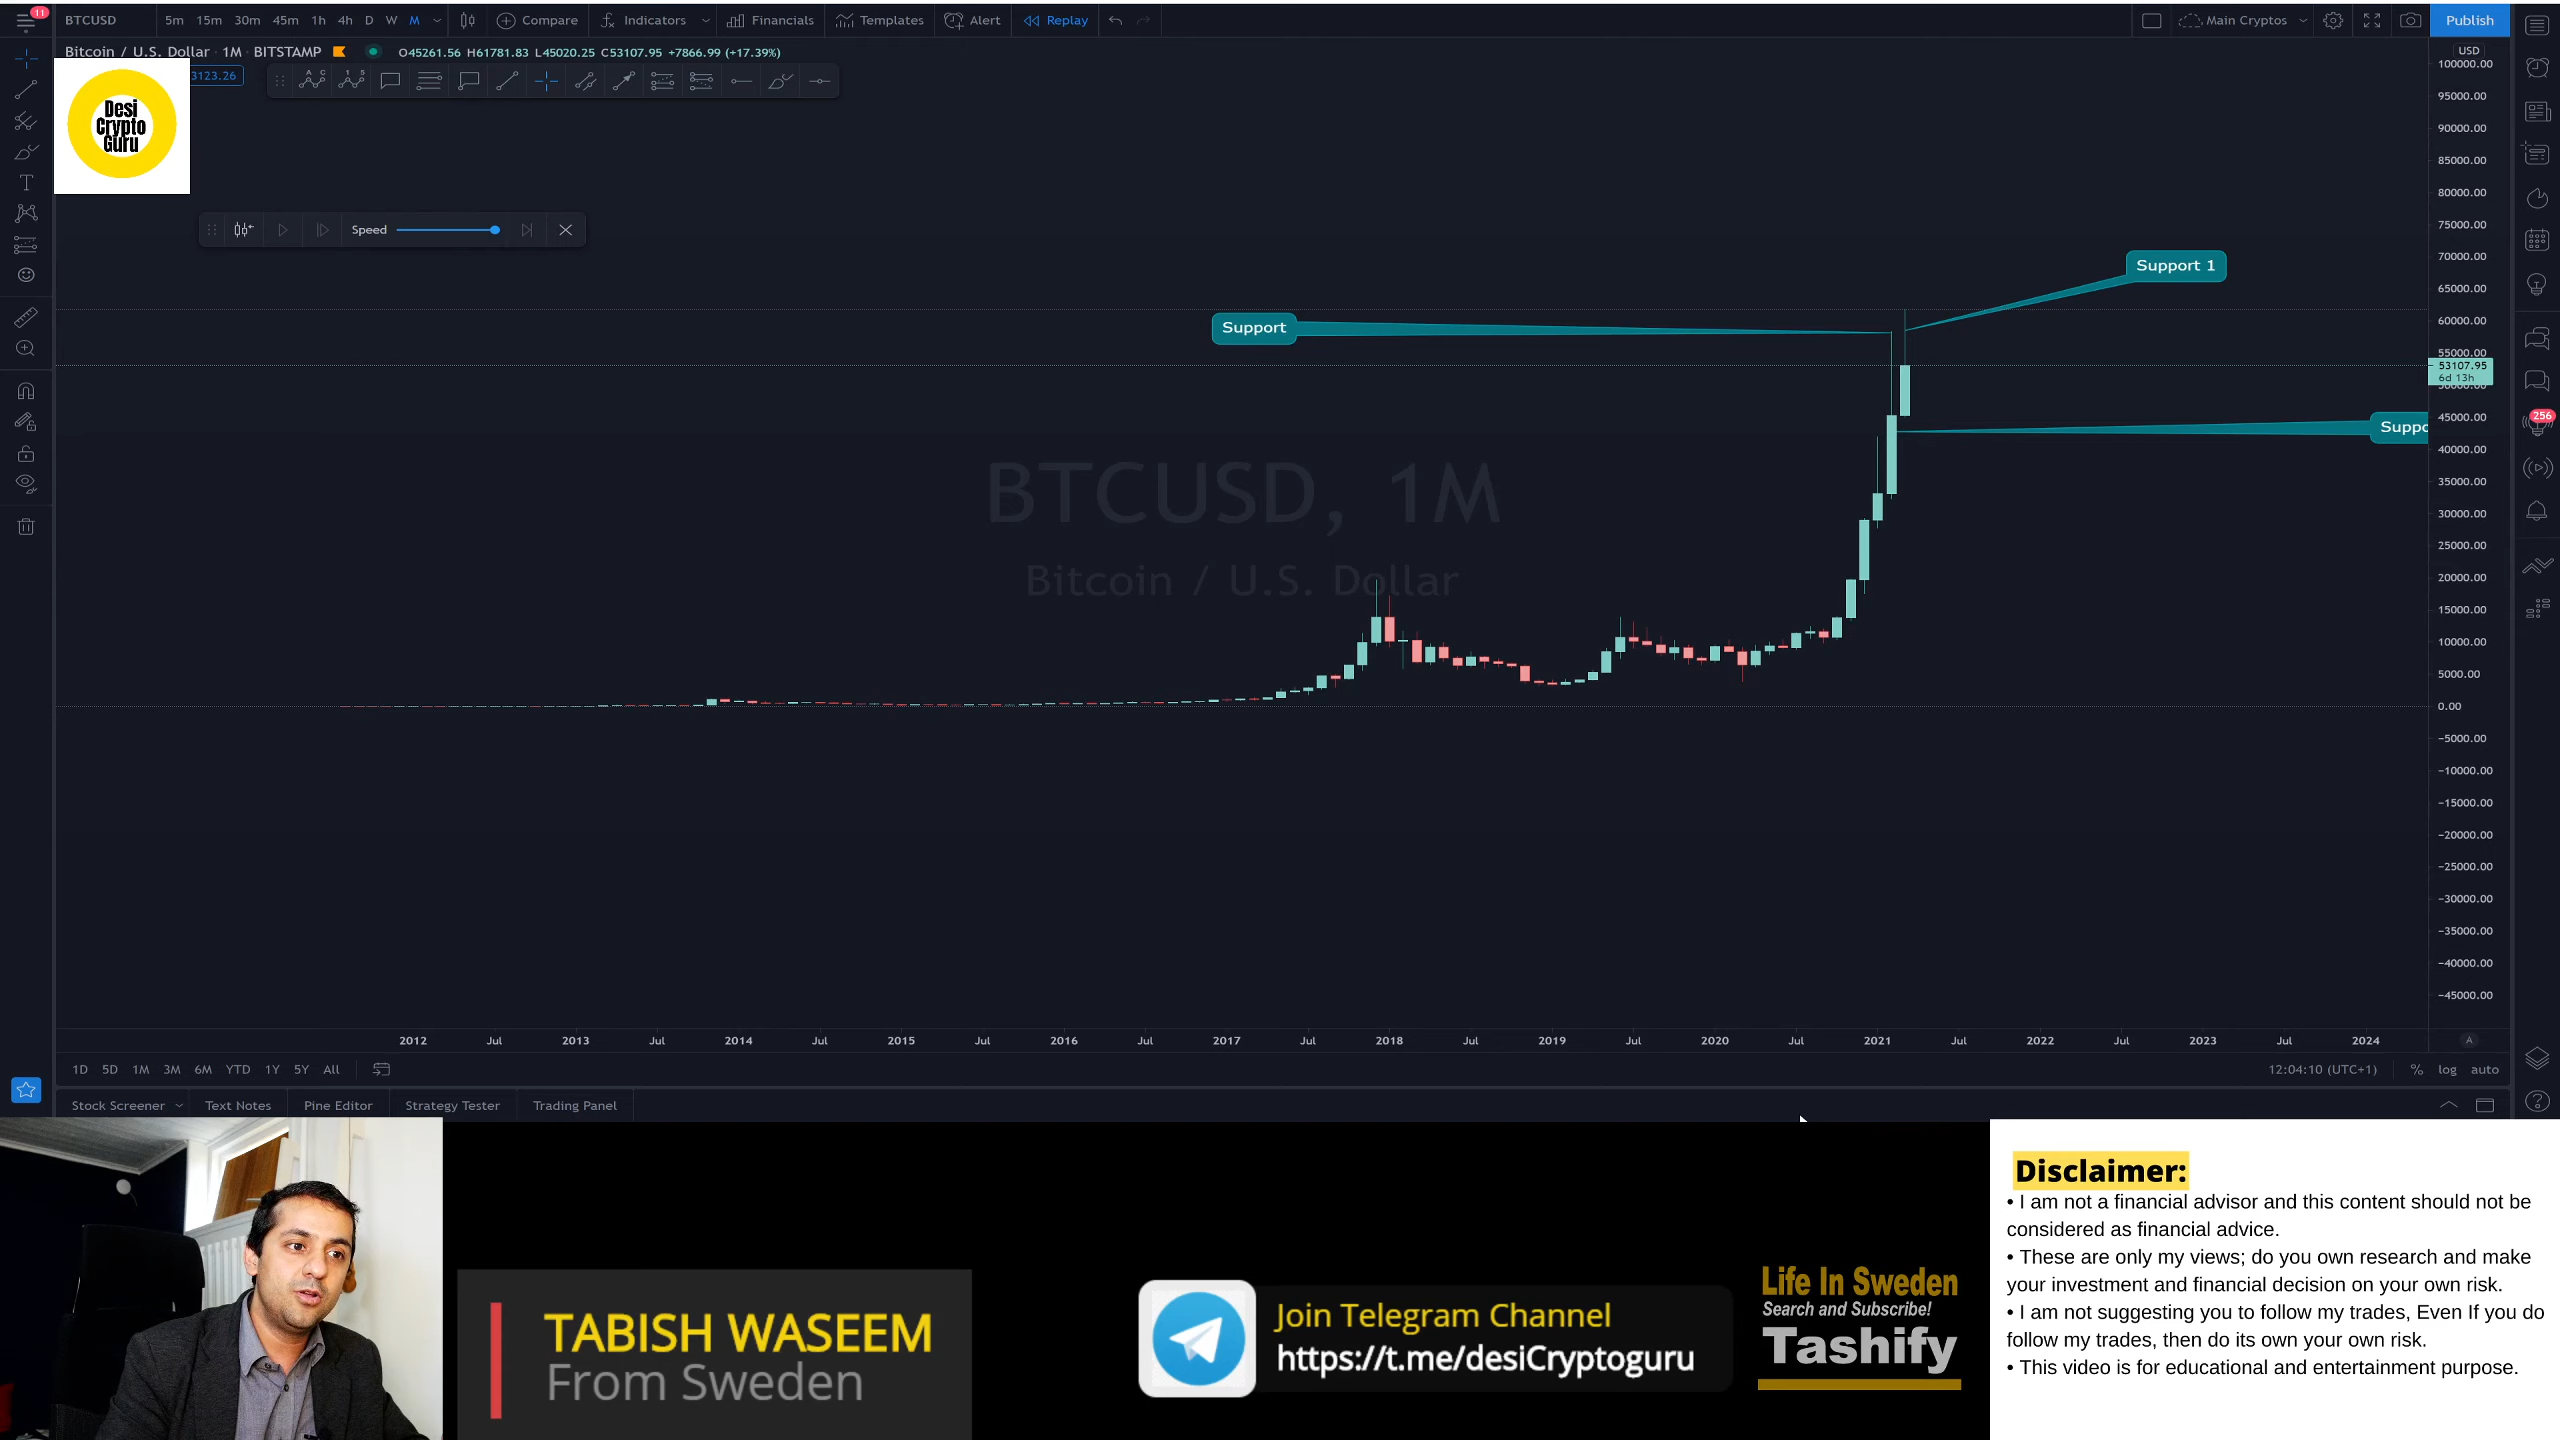 11
BTCUSD 5m 15m 30m 45m 1h 4h D W M Compare Indicators Financials Templates Alert Replay Main Cryptos Publish
Bitcoin / U.S. Dollar · 1M · BITSTAMP O45261.56 H61781.83 L45020.25 C53107.95 +7866.99 (+17.39%)
3123.26
USD
Desi
Crypto
Guru
Speed
100000.00
95000.00
90000.00
85000.00
80000.00
75000.00
70000.00
65000.00
60000.00
55000.00
53107.95
6d 13h
45000.00
40000.00
35000.00
30000.00
25000.00
20000.00
15000.00
10000.00
5000.00
0.00
−5000.00
−10000.00
−15000.00
−20000.00
−25000.00
−30000.00
−35000.00
−40000.00
−45000.00
256
Support 1
Support
Suppo
BTCUSD, 1M
Bitcoin / U.S. Dollar
2012 Jul 2013 Jul 2014 Jul 2015 Jul 2016 Jul 2017 Jul 2018 Jul 2019 Jul 2020 Jul 2021 Jul 2022 Jul 2023 Jul 2024 A
1D 5D 1M 3M 6M YTD 1Y 5Y All 12:04:10 (UTC+1) % log auto
Stock Screener Text Notes Pine Editor Strategy Tester Trading Panel
TABISH WASEEM
From Sweden
Join Telegram Channel
https://t.me/desiCryptoguru
Life In Sweden
Search and Subscribe!
Tashify
Disclaimer:
• I am not a financial advisor and this content should not be
considered as financial advice.
• These are only my views; do you own research and make
your investment and financial decision on your own risk.
• I am not suggesting you to follow my trades, Even If you do
follow my trades, then do its own your own risk.
• This video is for educational and entertainment purpose.